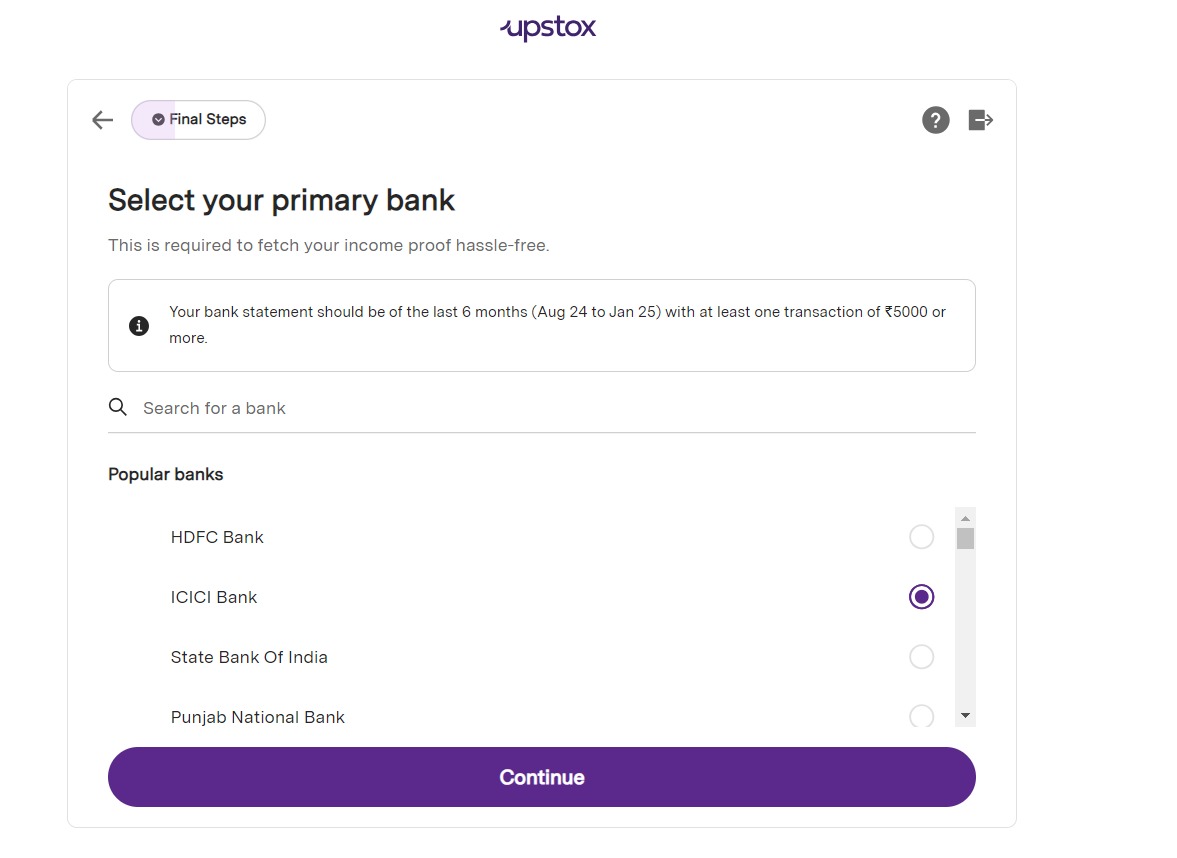 upstox
Final Steps
?
Select your primary bank
This is required to fetch your income proof hassle-free.
Your bank statement should be of the last 6 months (Aug 24 to Jan 25) with at least one transaction of ₹5000 or
more.
Search for a bank
Popular banks
HDFC Bank
ICICI Bank
State Bank Of India
Punjab National Bank
Continue